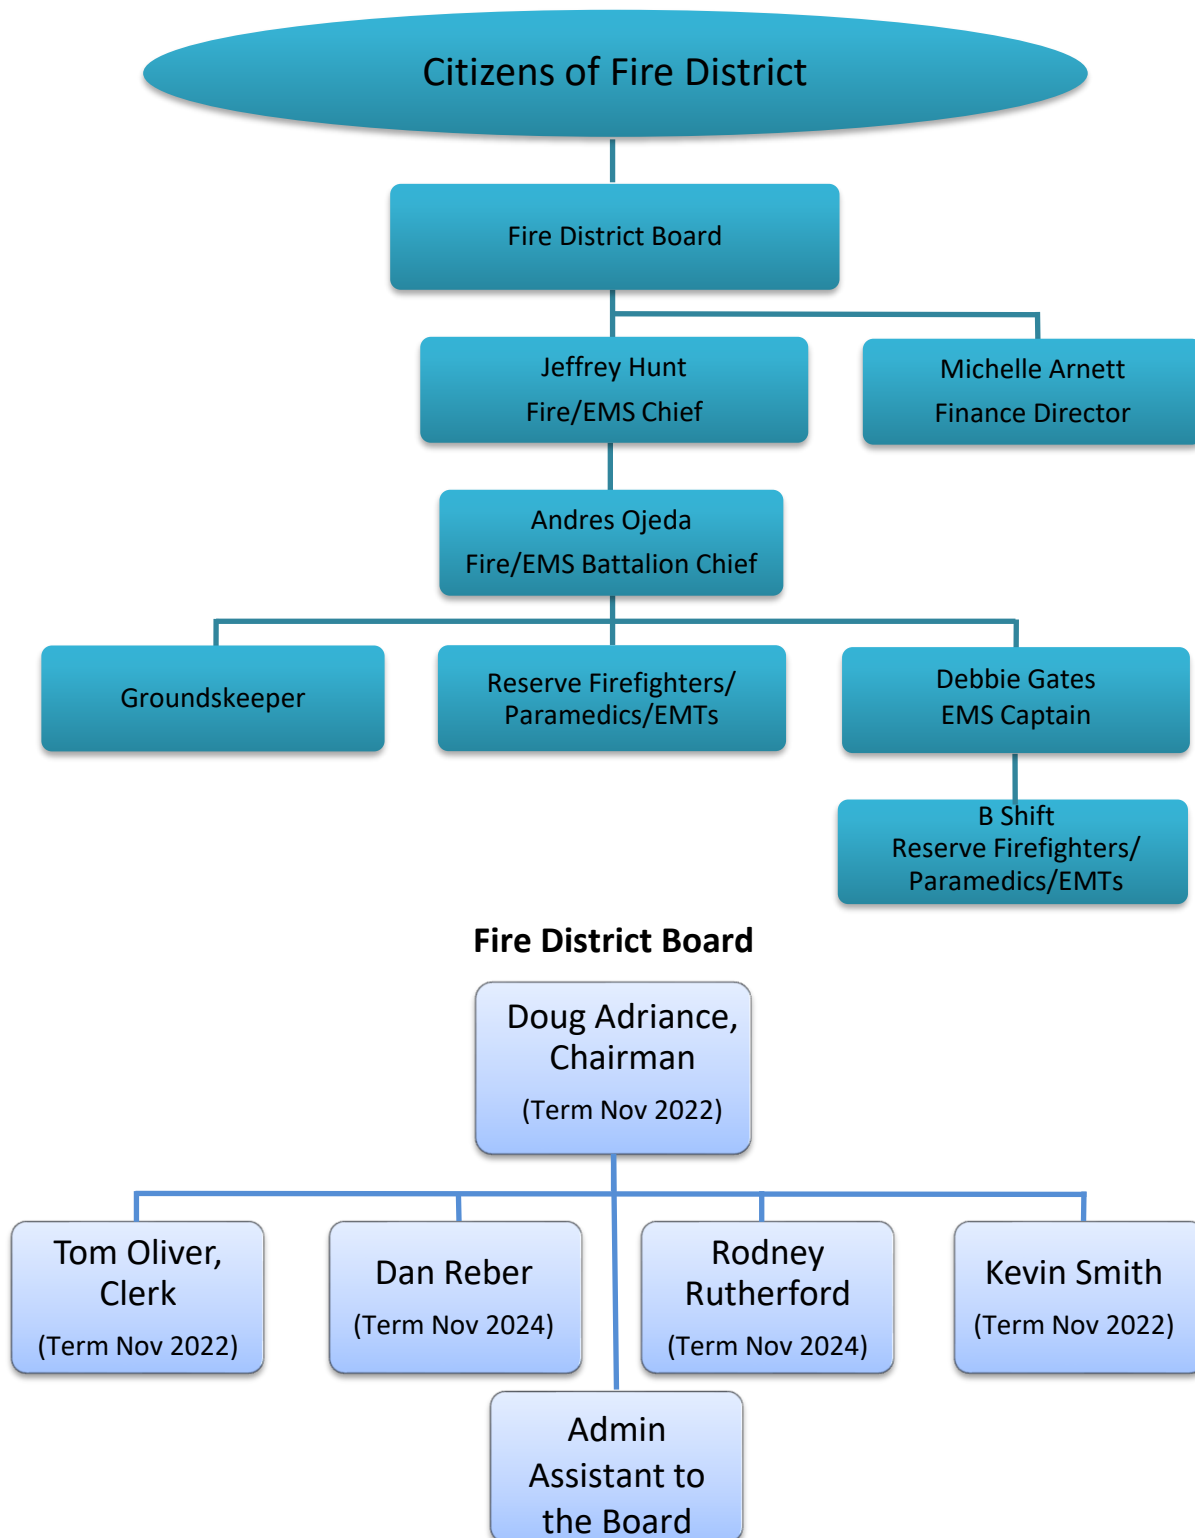 Citizens of Fire District
Fire District Board
Jeffrey Hunt
Fire/EMS Chief
Michelle Arnett
Finance Director
Andres Ojeda
Fire/EMS Battalion Chief
Groundskeeper
Reserve Firefighters/
Paramedics/EMTs
Debbie Gates
EMS Captain
B Shift
Reserve Firefighters/
Paramedics/EMTs
Fire District Board
Doug Adriance,
Chairman
(Term Nov 2022)
Tom Oliver,
Clerk
(Term Nov 2022)
Dan Reber
(Term Nov 2024)
Rodney
Rutherford
(Term Nov 2024)
Kevin Smith
(Term Nov 2022)
Admin
Assistant to
the Board